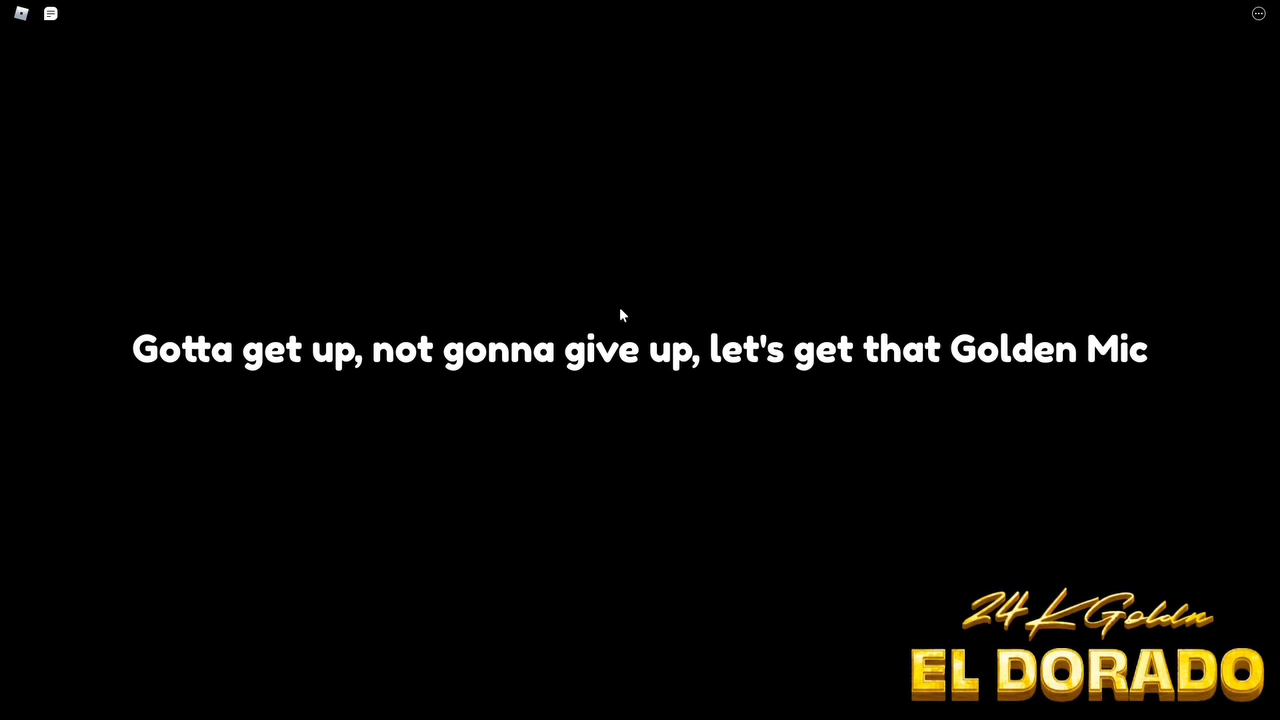 Gotta get up, not gonna give up, let's get that Golden Mic
24KGoldn
EL DORADO